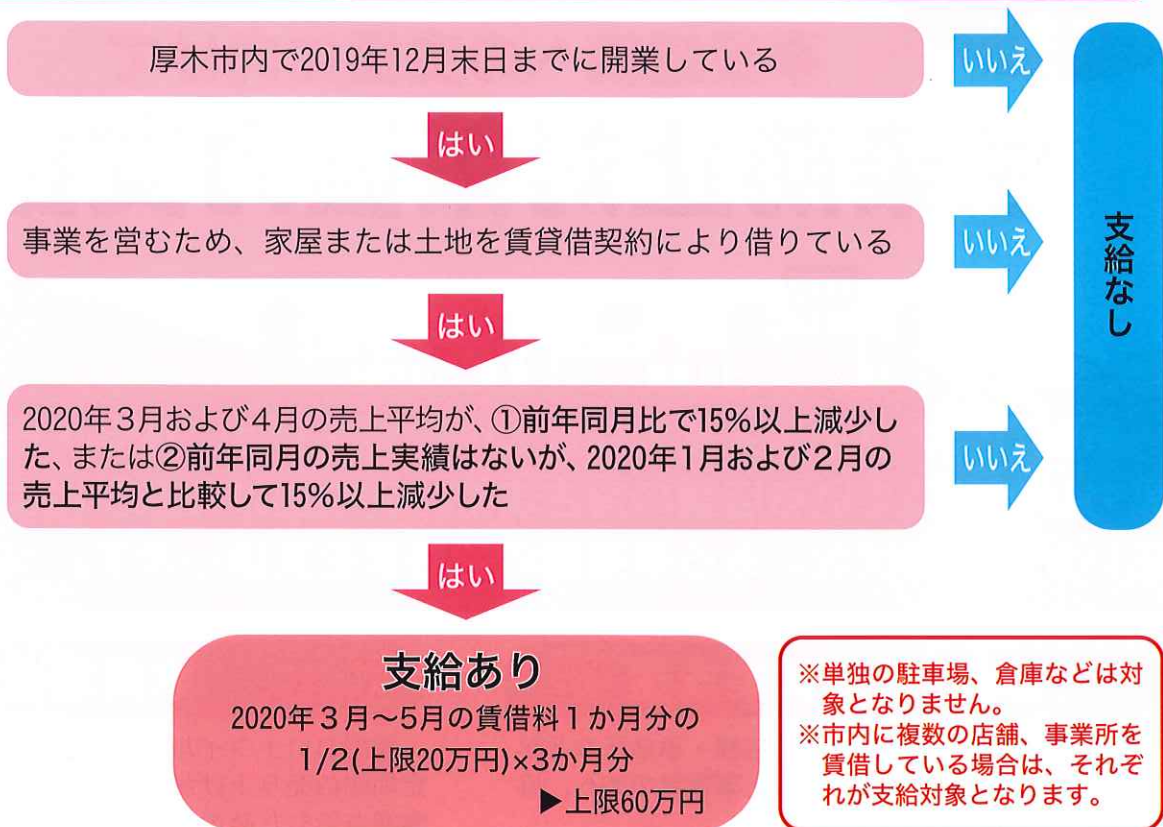 厚木市内で2019年12月末日までに開業している
いいえ
はい
事業を営むため、家屋または土地を賃貸借契約により借りている
いいえ
はい
2020年３月および４月の売上平均が、①前年同月比で15%以上減少し
た、または②前年同月の売上実績はないが、2020年１月および２月の
売上平均と比較して15%以上減少した
いいえ
はい
支給なし
支給あり
2020年３月～5月の賃借料１か月分の
1/2(上限20万円)×3か月分
▶上限60万円
※単独の駐車場、倉庫などは対
象となりません。
※市内に複数の店舗、事業所を
賃借している場合は、それぞ
れが支給対象となります。